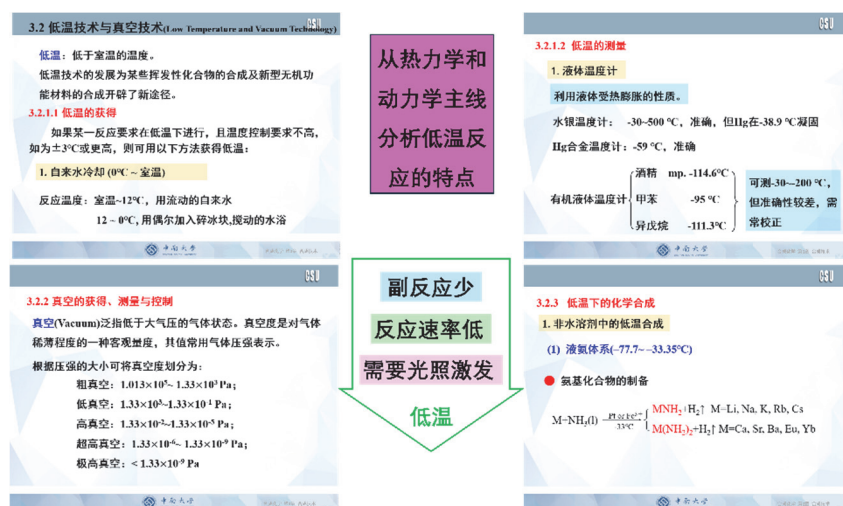 CSU
3.2 低温技术与真空技术(Low Temperature and Vacuum Technology)
低温：低于室温的温度。
低温技术的发展为某些挥发性化合物的合成及新型无机功
能材料的合成开辟了新途径。
3.2.1.1 低温的获得
如果某一反应要求在低温下进行，且温度控制要求不高，
如为±3℃或更高，则可用以下方法获得低温：
1. 自来水冷却 (0℃ ~ 室温)
反应温度：室温~12℃，用流动的自来水
12 ~ 0℃, 用偶尔加入碎冰块,搅动的水浴
中南大学
从热力学和
动力学主线
分析低温反
应的特点
CSU
3.2.1.2 低温的测量
1. 液体温度计
利用液体受热膨胀的性质。
水银温度计： -30~500 ℃，准确，但Hg在-38.9 ℃凝固
Hg合金温度计：-59 ℃，准确
酒精 mp. -114.6℃
有机液体温度计
甲苯 -95 ℃
异戊烷 -111.3℃
可测-30~-200 ℃，
但准确性较差，需
常校正
中南大学
CSU
3.2.2 真空的获得、测量与控制
真空(Vacuum)泛指低于大气压的气体状态。真空度是对气体
稀薄程度的一种客观量度，其值常用气体压强表示。
根据压强的大小可将真空度划分为：
粗真空：1.013×10⁵~ 1.33×10³ Pa；
低真空：1.33×10³~1.33×10⁻¹ Pa；
高真空：1.33×10⁻²~1.33×10⁻⁵ Pa；
超高真空：1.33×10⁻⁶~ 1.33×10⁻⁹ Pa；
极高真空：< 1.33×10⁻⁹ Pa
中南大学
副反应少
反应速率低
需要光照激发
低温
CSU
3.2.3 低温下的化学合成
1. 非水溶剂中的低温合成
(1) 液氨体系(−77.7~ −33.35℃)
氨基化合物的制备
M+NH₃(l)
33℃
MNH₂+H₂↑ M=Li, Na, K, Rb, Cs
M(NH₂)₂+H₂↑ M=Ca, Sr, Ba, Eu, Yb
中南大学